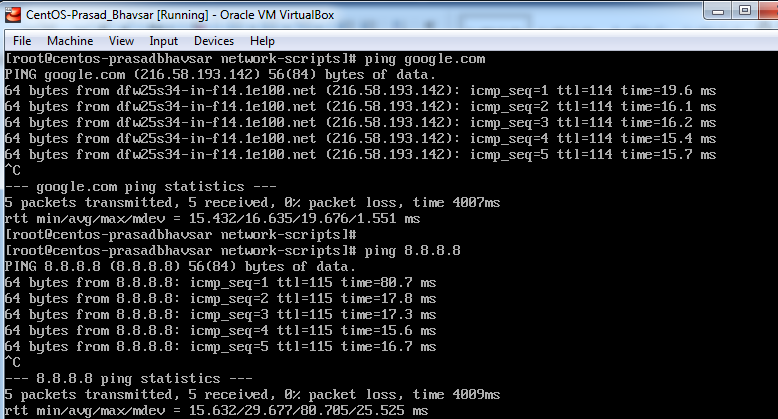 CentOS-Prasad_Bhavsar [Running] - Oracle VM VirtualBox
File Machine View Input Devices Help
[root@centos-prasadbhavsar network-scripts]# ping google.com
PING google.com (216.58.193.142) 56(84) bytes of data.
64 bytes from dfw25s34-in-f14.1e100.net (216.58.193.142): icmp_seq=1 ttl=114 time=19.6 ms
64 bytes from dfw25s34-in-f14.1e100.net (216.58.193.142): icmp_seq=2 ttl=114 time=16.1 ms
64 bytes from dfw25s34-in-f14.1e100.net (216.58.193.142): icmp_seq=3 ttl=114 time=16.2 ms
64 bytes from dfw25s34-in-f14.1e100.net (216.58.193.142): icmp_seq=4 ttl=114 time=15.4 ms
64 bytes from dfw25s34-in-f14.1e100.net (216.58.193.142): icmp_seq=5 ttl=114 time=15.7 ms
^C
--- google.com ping statistics ---
5 packets transmitted, 5 received, 0% packet loss, time 4007ms
rtt min/avg/max/mdev = 15.432/16.635/19.676/1.551 ms
[root@centos-prasadbhavsar network-scripts]#
[root@centos-prasadbhavsar network-scripts]# ping 8.8.8.8
PING 8.8.8.8 (8.8.8.8) 56(84) bytes of data.
64 bytes from 8.8.8.8: icmp_seq=1 ttl=115 time=80.7 ms
64 bytes from 8.8.8.8: icmp_seq=2 ttl=115 time=17.8 ms
64 bytes from 8.8.8.8: icmp_seq=3 ttl=115 time=17.3 ms
64 bytes from 8.8.8.8: icmp_seq=4 ttl=115 time=15.6 ms
64 bytes from 8.8.8.8: icmp_seq=5 ttl=115 time=16.7 ms
^C
--- 8.8.8.8 ping statistics ---
5 packets transmitted, 5 received, 0% packet loss, time 4009ms
rtt min/avg/max/mdev = 15.632/29.677/80.705/25.525 ms